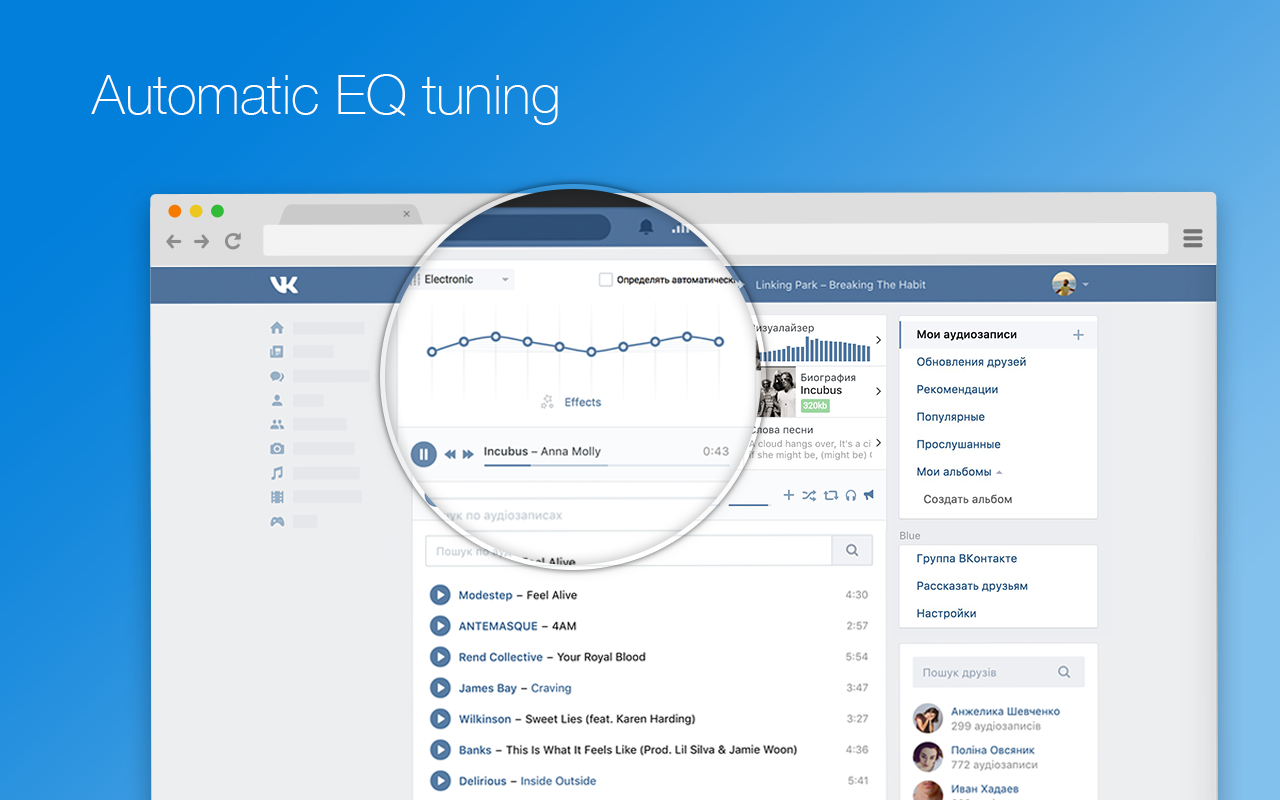 Automatic EQ tuning
Electronic
Определять автоматическ
Linking Park – Breaking The Habit
Effects
Incubus – Anna Molly
0:43
изуалайзер
Биография
Incubus
320kb
Слова песни
A cloud hangs over, It's a ci
if she might be, (might be) C
ук по аудіозаписах
Пошук по ауд
Feel Alive
Modestep – Feel Alive 4:30
ANTEMASQUE – 4AM 2:57
Rend Collective – Your Royal Blood 5:54
James Bay – Craving 3:47
Wilkinson – Sweet Lies (feat. Karen Harding) 3:27
Banks – This Is What It Feels Like (Prod. Lil Silva & Jamie Woon) 4:36
Delirious – Inside Outside 5:41
Мои аудиозаписи
Обновления друзей
Рекомендации
Популярные
Прослушанные
Мои альбомы
Создать альбом
Blue
Группа ВКонтакте
Рассказать друзьям
Настройки
Пошук друзів
Анжелика Шевченко
299 аудіозаписів
Поліна Овсяник
772 аудіозаписи
Иван Хадаев